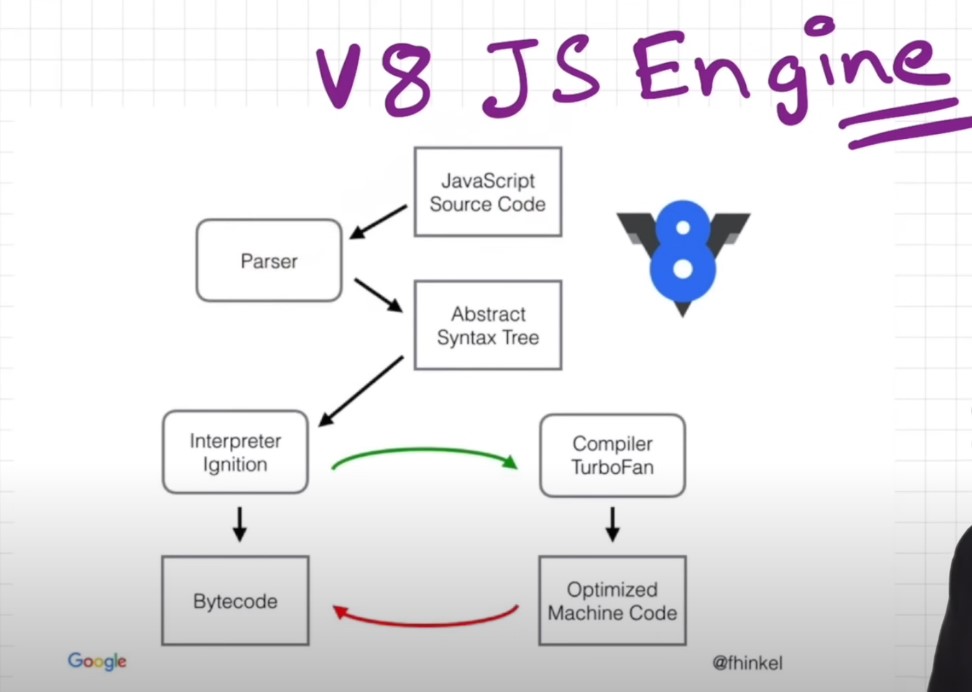 V8 JS Engine
JavaScript
Source Code
Parser
Abstract
Syntax Tree
Interpreter
Ignition
Compiler
TurboFan
Bytecode
Optimized
Machine Code
Google
@fhinkel